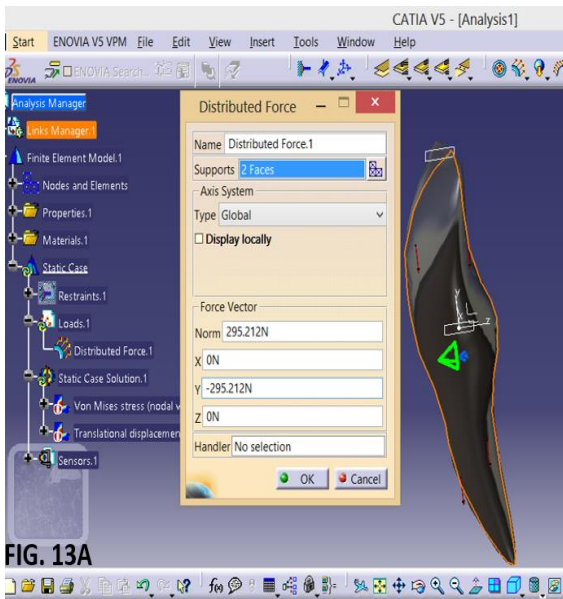 CATIA V5 - [Analysis1]
Start ENOVIA V5 VPM File Edit View Insert Tools Window Help
ENOVIA
ENOVIA Search...
Analysis Manager
Links Manager.1
Finite Element Model.1
Nodes and Elements
Properties.1
Materials.1
Static Case
Restraints.1
Loads.1
Distributed Force.1
Static Case Solution.1
Von Mises stress (nodal v
Translational displacemen
Sensors.1
Distributed Force
Name Distributed Force.1
Supports 2 Faces
Axis System
Type Global
Display locally
Force Vector
Norm 295.212N
X 0N
Y -295.212N
Z 0N
Handler No selection
OK Cancel
y
z
FIG. 13A
f(x)